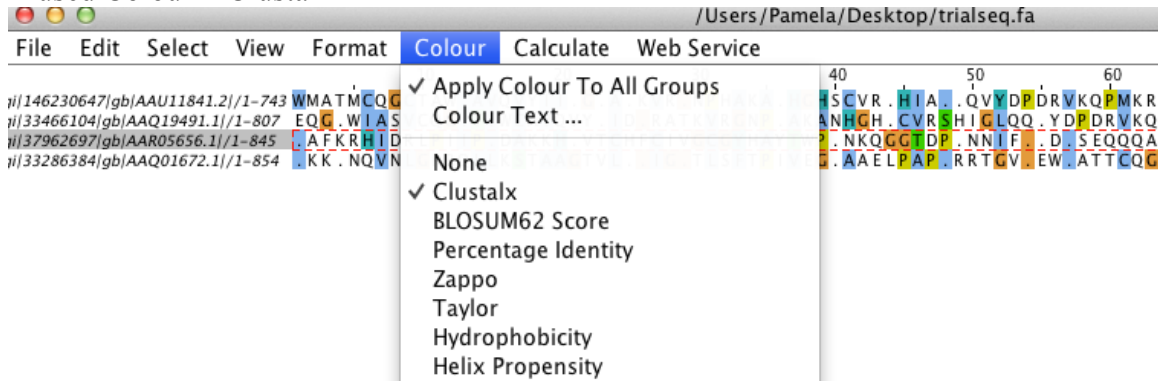 /Users/Pamela/Desktop/trialseq.fa
File Edit Select View Format Colour Calculate Web Service
✓ Apply Colour To All Groups
Colour Text ...
None
✓ Clustalx
BLOSUM62 Score
Percentage Identity
Zappo
Taylor
Hydrophobicity
Helix Propensity
40 50 60
gi|146230647|gb|AAU11841.2|/1-743 WMATMCQG HSCVR.HIA..QVYDPDRVKQPMKR
gi|33466104|gb|AAQ19491.1|/1-807 EQG.WIAS ANHGH.CVRSHIGLQQ.YDPDRVKQ
gi|37962697|gb|AAR05656.1|/1-845 .AFKRHID P.NKQGGTDP.NNIF..D.SEQQQA
gi|33286384|gb|AAQ01672.1|/1-854 .KK.NQVN G.AAELPAP.RRTGV.EW.ATTCQG